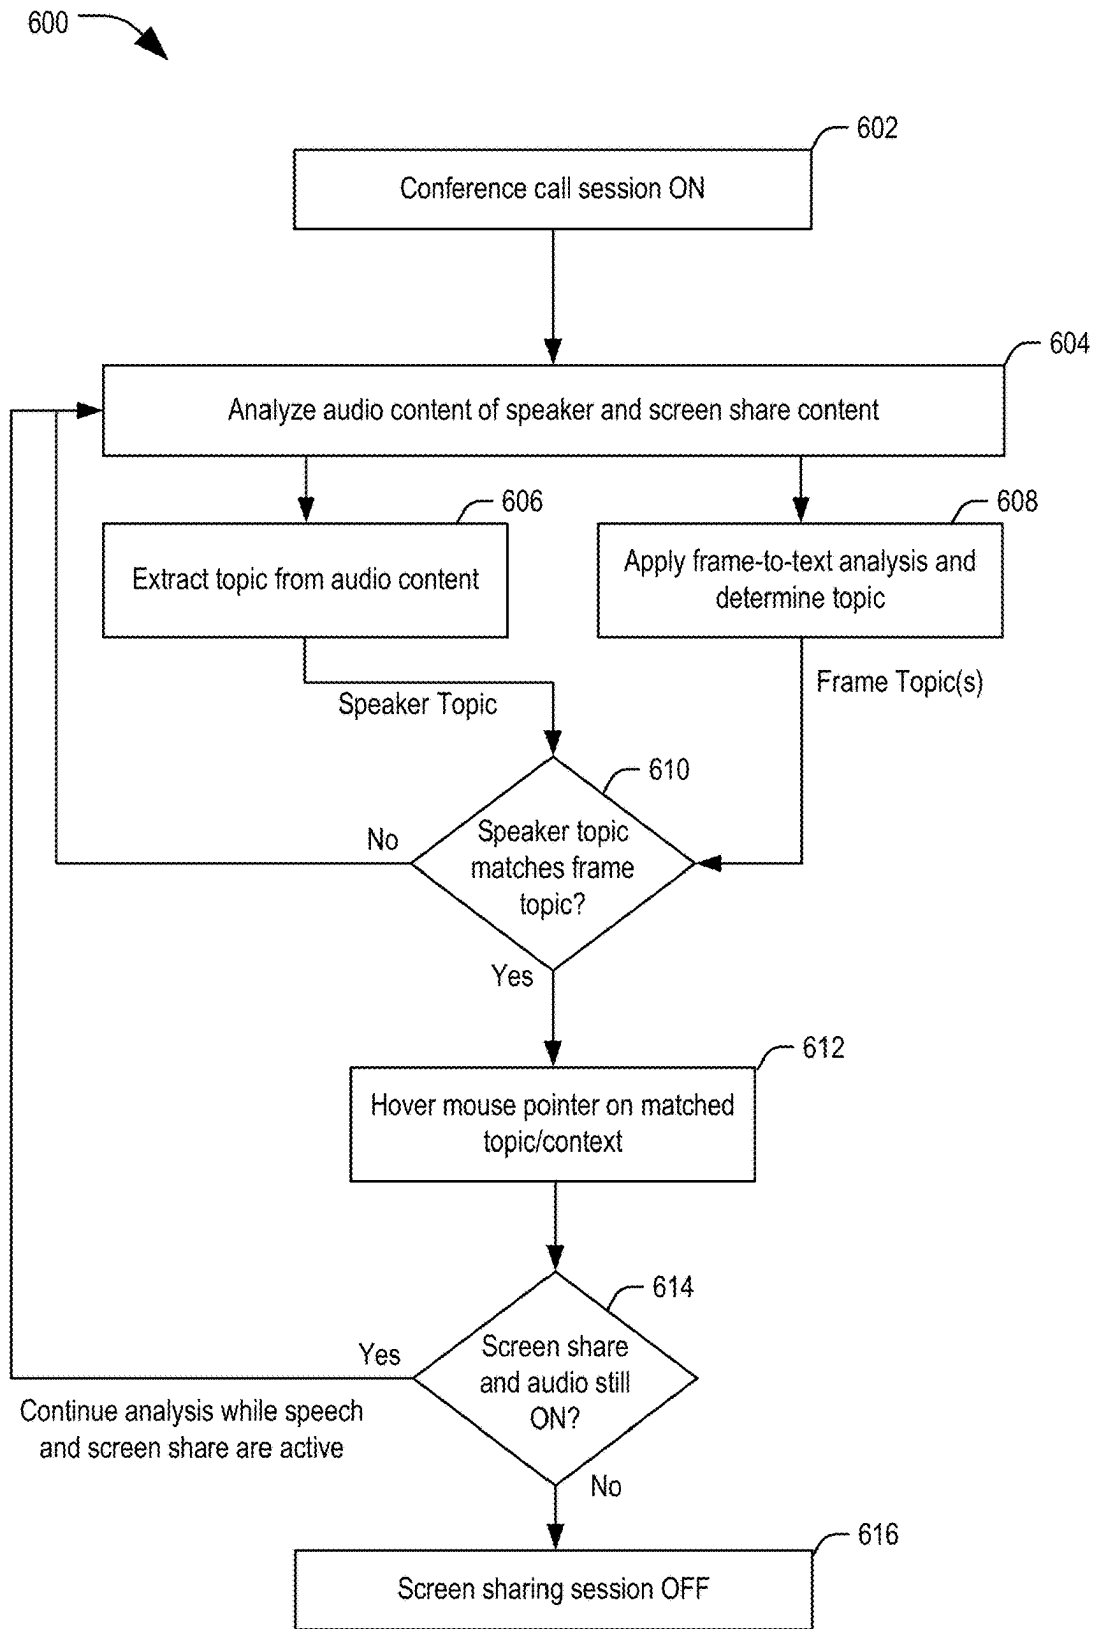 600
602
Conference call session ON
604
Analyze audio content of speaker and screen share content
606
Extract topic from audio content
608
Apply frame-to-text analysis and
determine topic
Speaker Topic
Frame Topic(s)
610
Speaker topic
matches frame
topic?
No
Yes
612
Hover mouse pointer on matched
topic/context
614
Screen share
and audio still
ON?
Yes
Continue analysis while speech
and screen share are active
No
616
Screen sharing session OFF